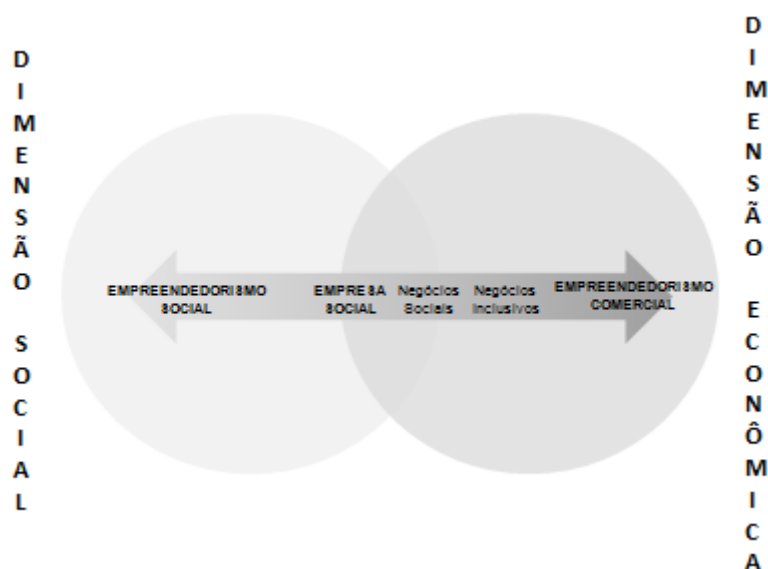 DIMENSÃO SOCIAL
EMPREENDEDORISMO
SOCIAL
EMPRESA
SOCIAL
Negócios
Sociais
Negócios
Inclusivos
EMPREENDEDORISMO
COMERCIAL
DIMENSÃO ECONÔMICA